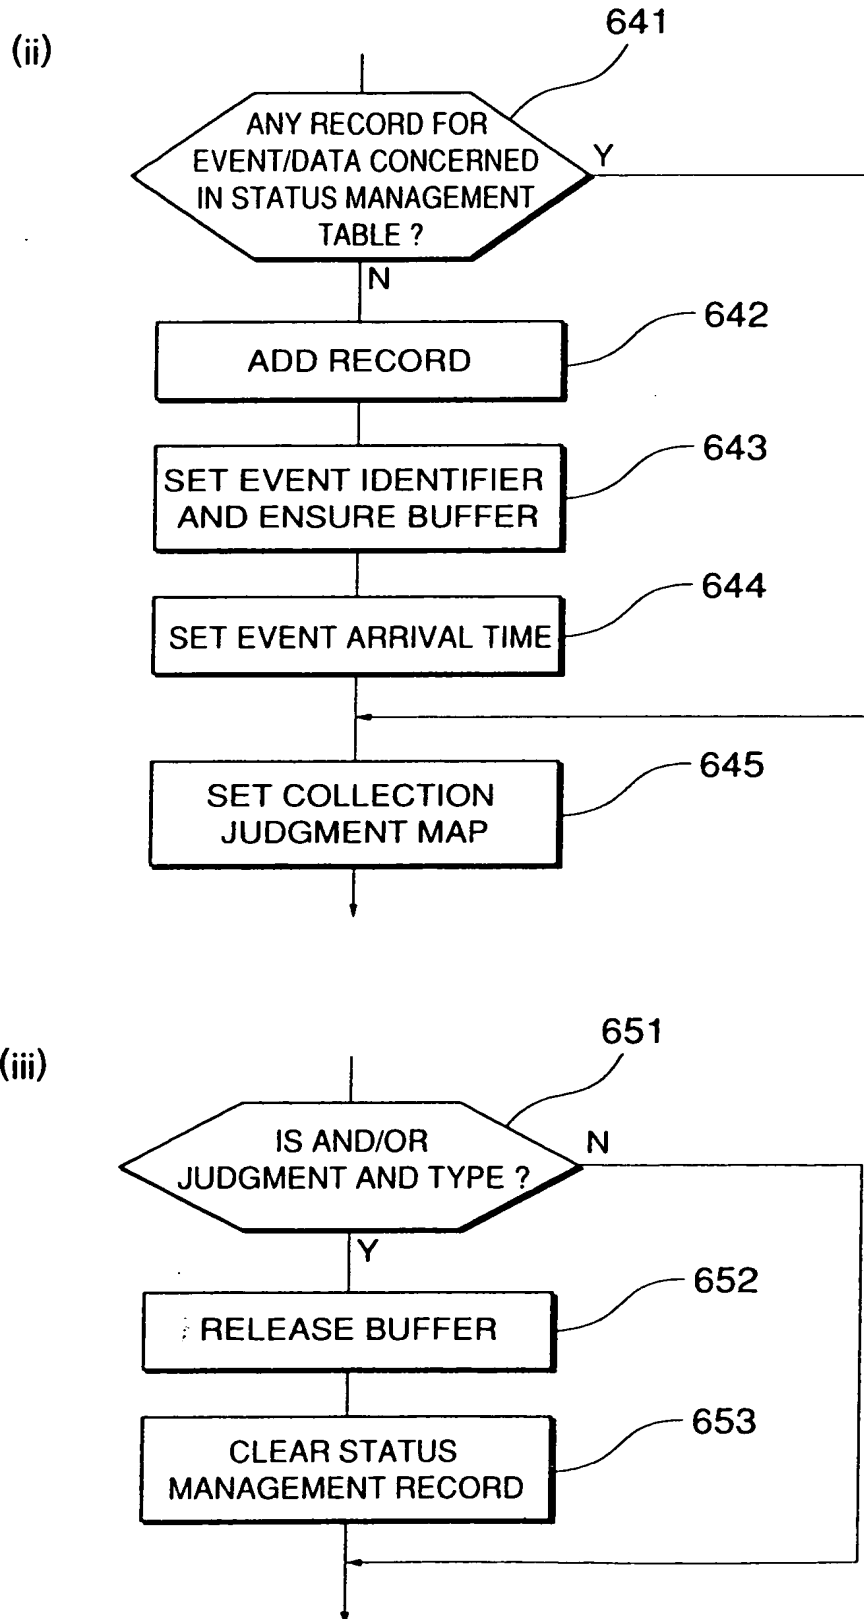 (ii)
641
ANY RECORD FOR
EVENT/DATA CONCERNED
IN STATUS MANAGEMENT
TABLE ?
Y
N
642
ADD RECORD
643
SET EVENT IDENTIFIER
AND ENSURE BUFFER
644
SET EVENT ARRIVAL TIME
645
SET COLLECTION
JUDGMENT MAP
(iii)
651
IS AND/OR
JUDGMENT AND TYPE ?
N
Y
652
RELEASE BUFFER
653
CLEAR STATUS
MANAGEMENT RECORD